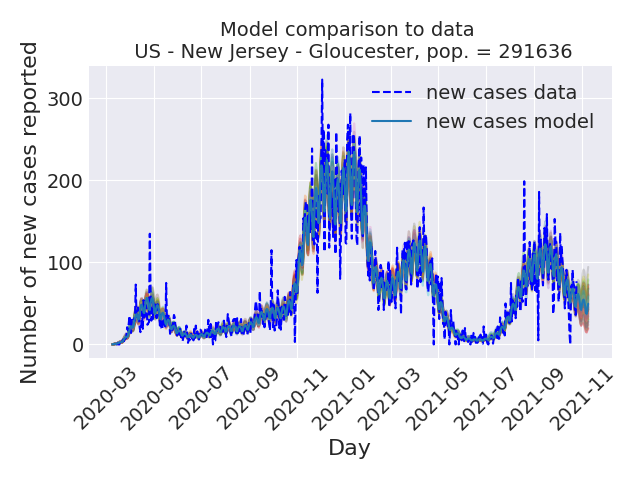 Model comparison to data
US - New Jersey - Gloucester, pop. = 291636
Number of new cases reported
300
200
100
0
new cases data
new cases model
2020-03
2020-05
2020-07
2020-09
2020-11
2021-01
2021-03
2021-05
2021-07
2021-09
2021-11
Day